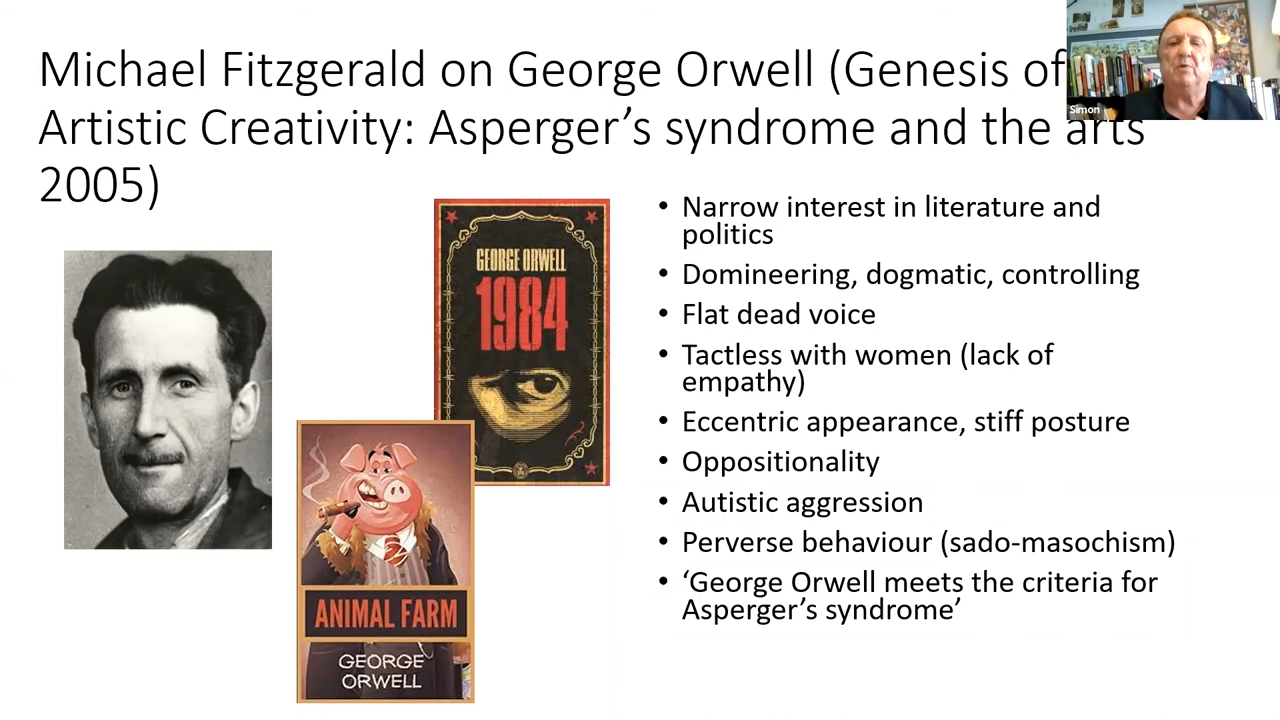 Michael Fitzgerald on George Orwell (Genesis of
Artistic Creativity: Asperger's syndrome and the arts
2005)
Simon
GEORGE ORWELL
1984
ANIMAL FARM
GEORGE
ORWELL
• Narrow interest in literature and
politics
• Domineering, dogmatic, controlling
• Flat dead voice
• Tactless with women (lack of
empathy)
• Eccentric appearance, stiff posture
• Oppositionality
• Autistic aggression
• Perverse behaviour (sado-masochism)
• ‘George Orwell meets the criteria for
Asperger’s syndrome’